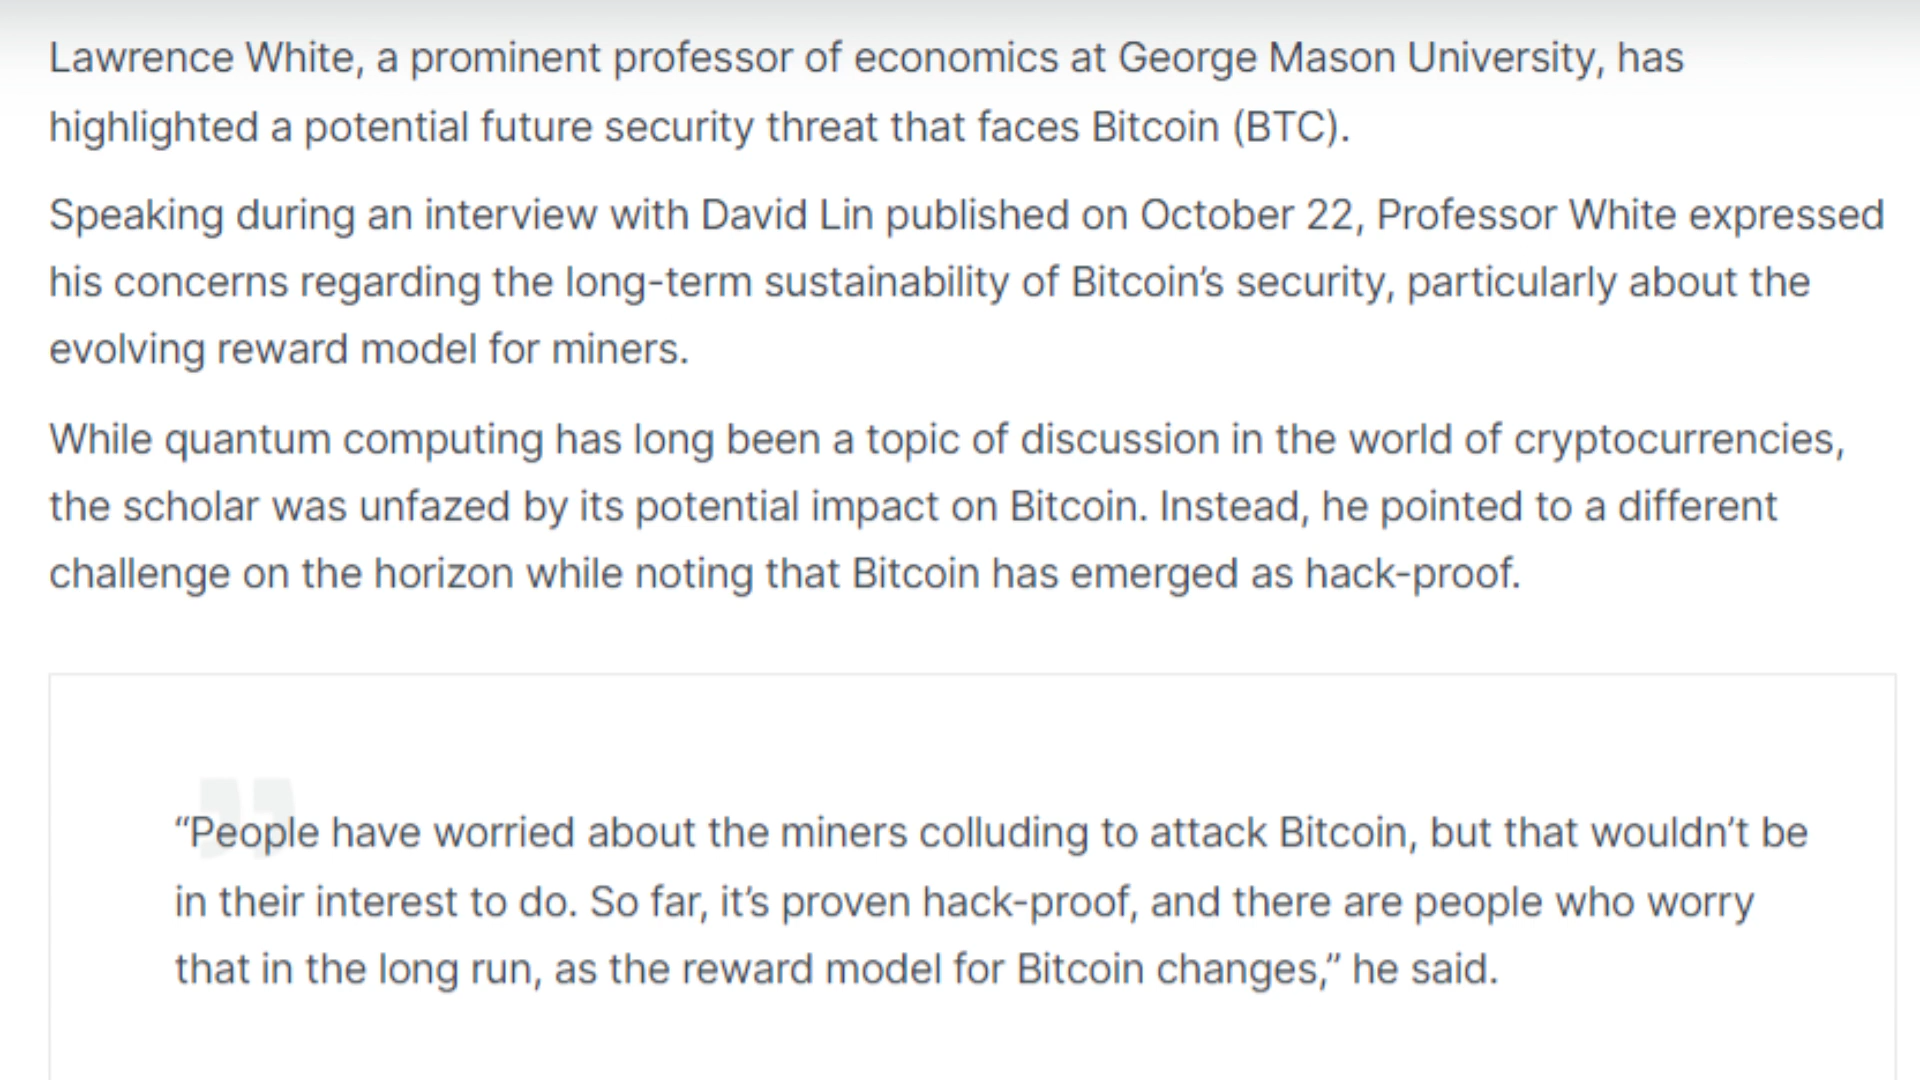 Lawrence White, a prominent professor of economics at George Mason University, has
highlighted a potential future security threat that faces Bitcoin (BTC).
Speaking during an interview with David Lin published on October 22, Professor White expressed
his concerns regarding the long-term sustainability of Bitcoin’s security, particularly about the
evolving reward model for miners.
While quantum computing has long been a topic of discussion in the world of cryptocurrencies,
the scholar was unfazed by its potential impact on Bitcoin. Instead, he pointed to a different
challenge on the horizon while noting that Bitcoin has emerged as hack-proof.
“People have worried about the miners colluding to attack Bitcoin, but that wouldn’t be
in their interest to do. So far, it’s proven hack-proof, and there are people who worry
that in the long run, as the reward model for Bitcoin changes,” he said.